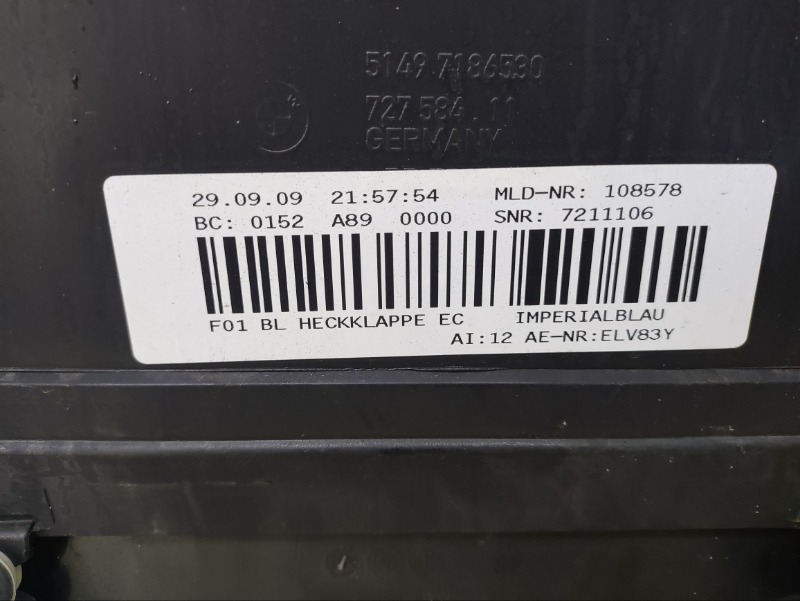 5149 7186530
727 584.11
GERMANY
29.09.09 21:57:54 MLD-NR: 108578
BC: 0152 A89 0000 SNR: 7211106
F01 BL HECKKLAPPE EC IMPERIALBLAU
AI:12 AE-NR:ELV83Y